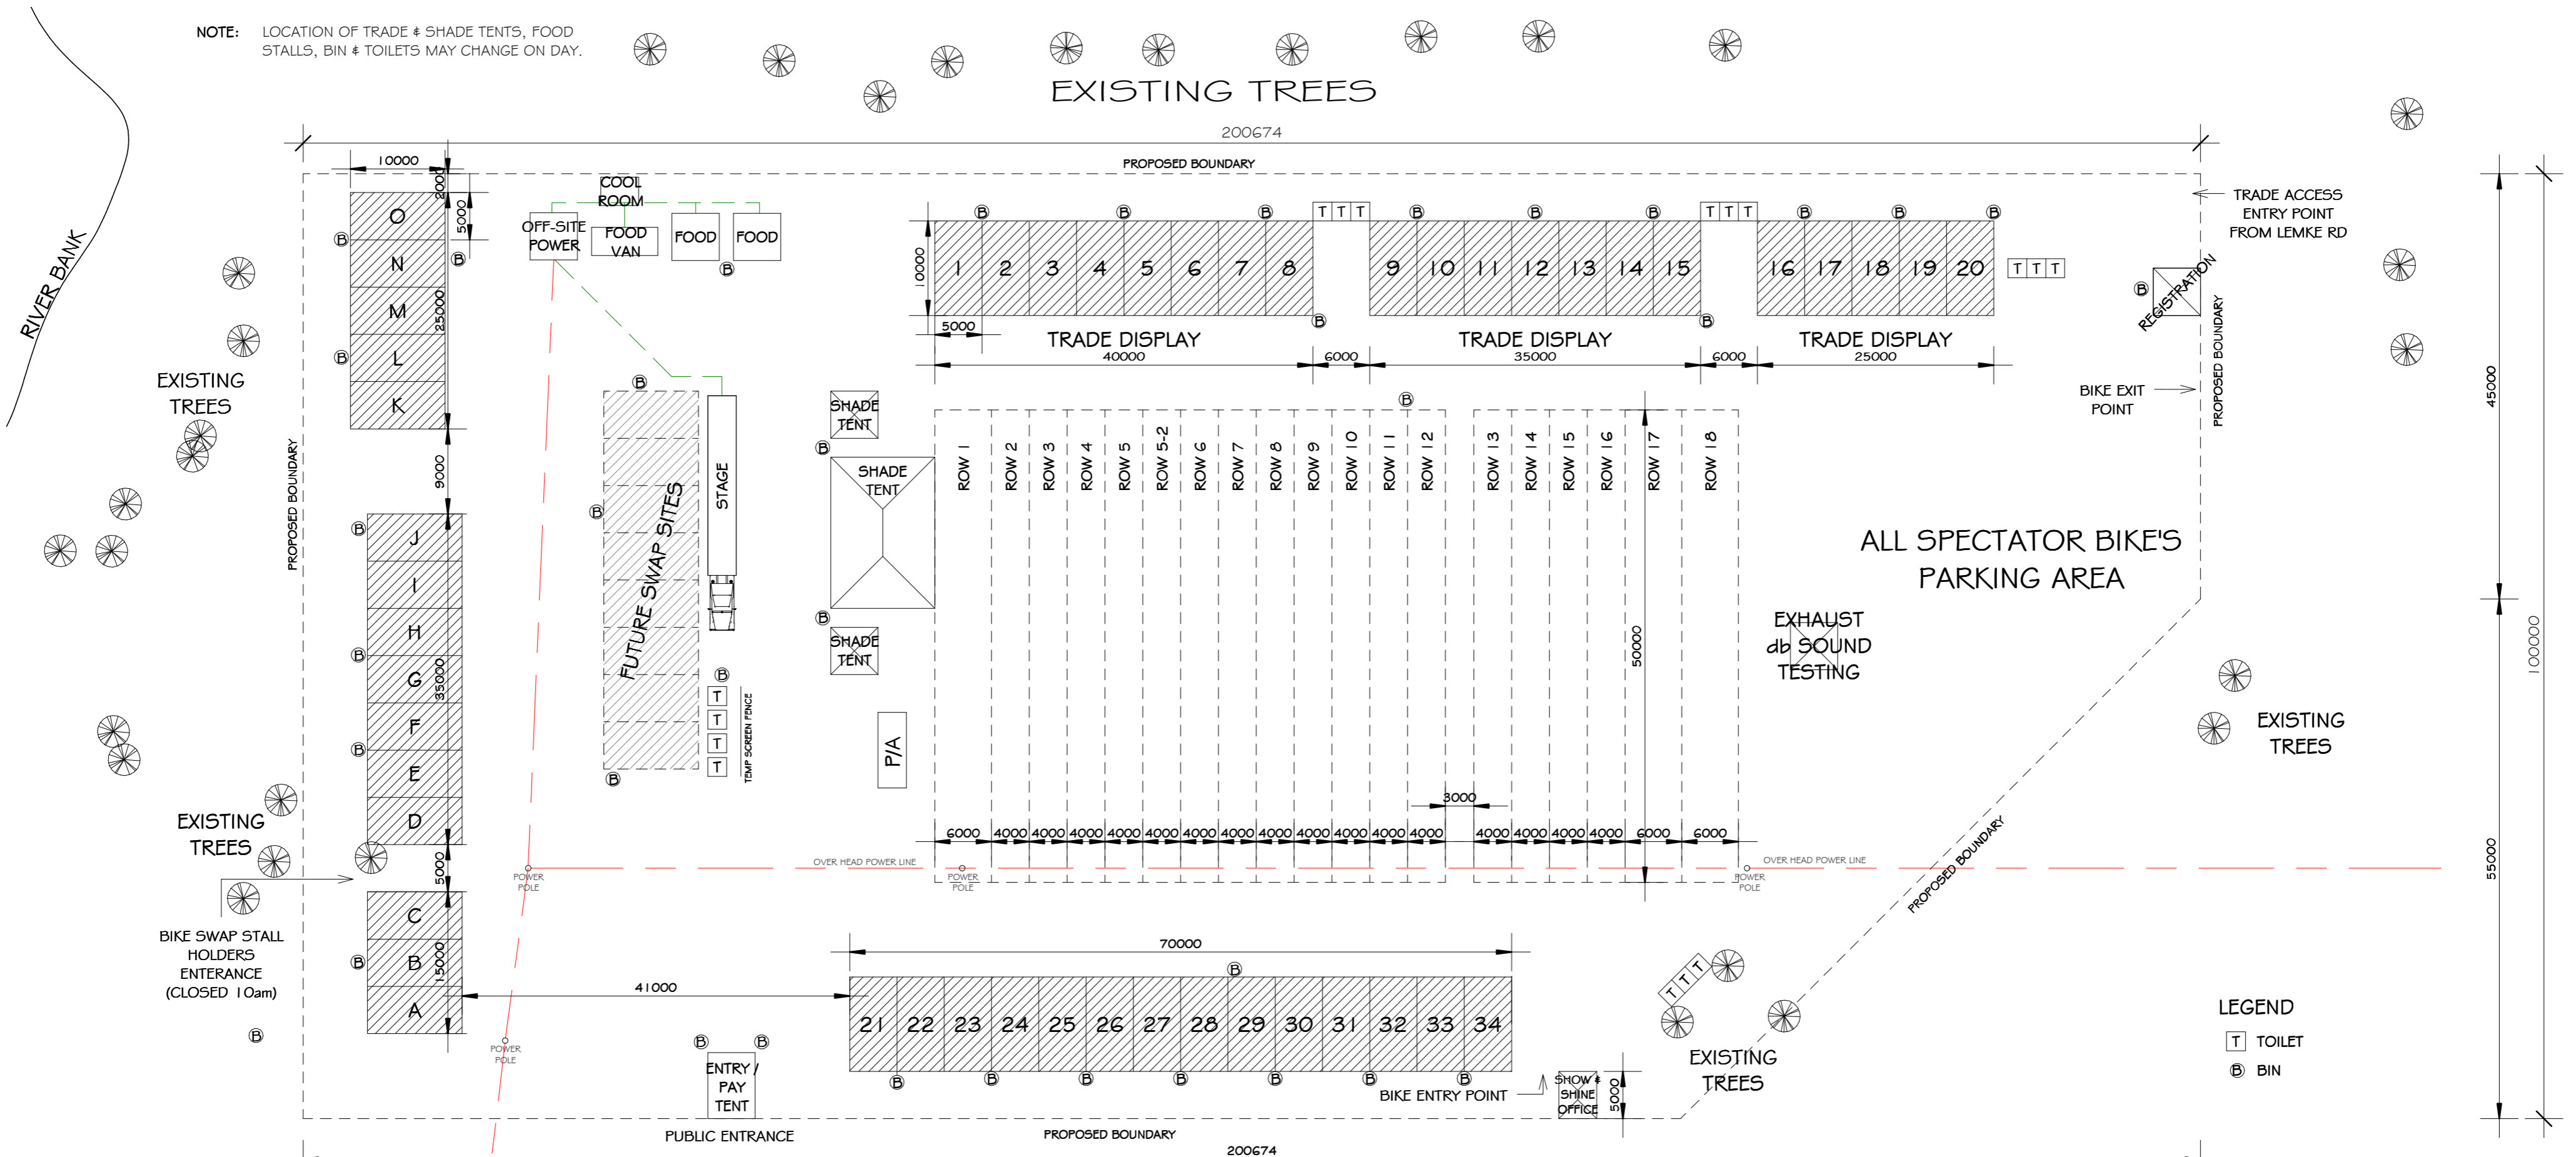 NOTE: LOCATION OF TRADE & SHADE TENTS, FOOD
STALLS, BIN & TOILETS MAY CHANGE ON DAY.
EXISTING TREES
200674
PROPOSED BOUNDARY
RIVER BANK
10000
2000
5000
25000
O
N
M
L
K
9000
EXISTING
TREES
PROPOSED BOUNDARY
J
I
H
G
F
E
D
35000
5000
C
B
A
15000
EXISTING
TREES
BIKE SWAP STALL
HOLDERS
ENTERANCE
(CLOSED 10am)
B
B
B
B
B
B
B
B
B
COOL
ROOM
OFF-SITE
POWER
FOOD
VAN
FOOD
FOOD
B
B
B
B
FUTURE SWAP SITES
STAGE
B
T
T
T
T
TEMP SCREEN FENCE
SHADE
TENT
B
SHADE
TENT
B
SHADE
TENT
P/A
B
B
B
T T T
B
B
B
T T T
B
B
B
10000
1 2 3 4 5 6 7 8
9 10 11 12 13 14 15
16 17 18 19 20
T T T
B
B
5000
TRADE DISPLAY
TRADE DISPLAY
TRADE DISPLAY
40000
6000
35000
6000
25000
B
ROW 1
ROW 2
ROW 3
ROW 4
ROW 5
ROW 5-2
ROW 6
ROW 7
ROW 8
ROW 9
ROW 10
ROW 11
ROW 12
ROW 13
ROW 14
ROW 15
ROW 16
ROW 17
ROW 18
50000
3000
6000 4000 4000 4000 4000 4000 4000 4000 4000 4000 4000 4000 4000 4000 4000 4000 4000 6000 6000
OVER HEAD POWER LINE
OVER HEAD POWER LINE
POWER
POLE
POWER
POLE
POWER
POLE
POWER
POLE
TRADE ACCESS
ENTRY POINT
FROM LEMKE RD
B
REGISTRATION
PROPOSED BOUNDARY
BIKE EXIT
POINT
ALL SPECTATOR BIKE'S
PARKING AREA
EXHAUST
db SOUND
TESTING
45000
100000
55000
EXISTING
TREES
PROPOSED BOUNDARY
70000
41000
B
21 22 23 24 25 26 27 28 29 30 31 32 33 34
B
B
B
B
B
B
B
B
B
ENTRY /
PAY
TENT
PUBLIC ENTRANCE
BIKE ENTRY POINT
SHOW &
SHINE
OFFICE
5000
T T T
EXISTING
TREES
PROPOSED BOUNDARY
200674
LEGEND
T TOILET
B BIN